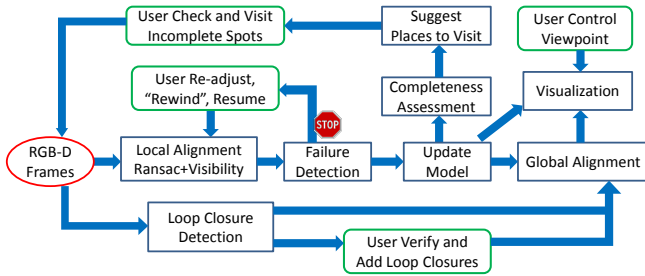 User Check and Visit
Incomplete Spots
Suggest
Places to Visit
User Control
Viewpoint
User Re-adjust,
“Rewind”, Resume
Completeness
Assessment
Visualization
STOP
RGB-D
Frames
Local Alignment
Ransac+Visibility
Failure
Detection
Update
Model
Global Alignment
Loop Closure
Detection
User Verify and
Add Loop Closures